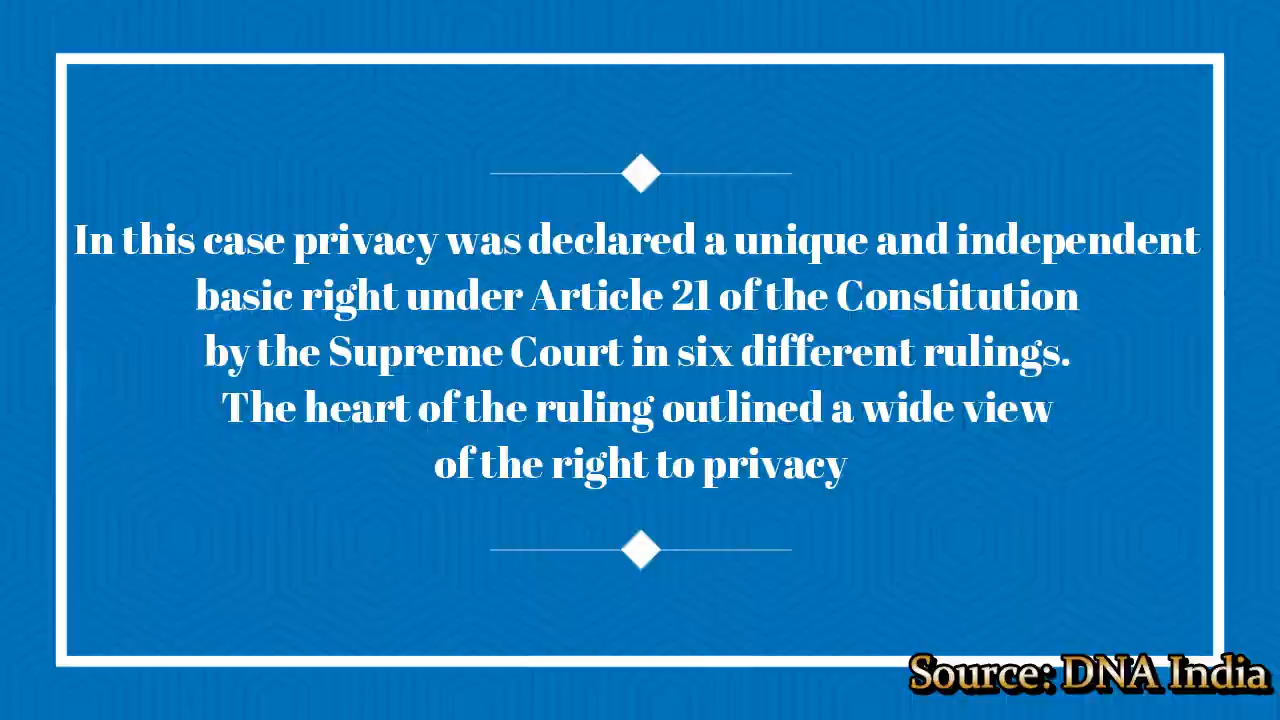 In this case privacy was declared a unique and independent
basic right under Article 21 of the Constitution
by the Supreme Court in six different rulings.
The heart of the ruling outlined a wide view
of the right to privacy
Source: DNA India